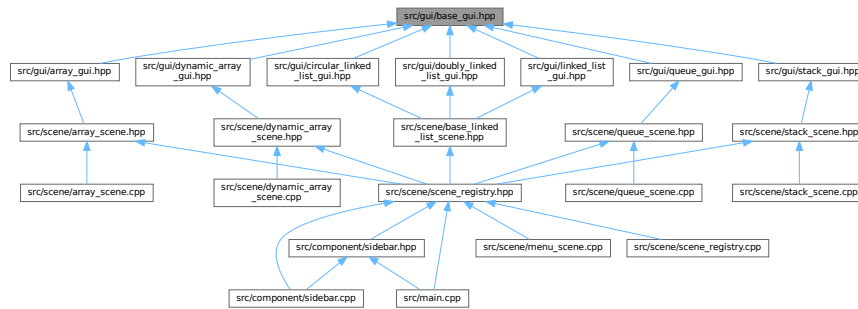 src/gui/base_gui.hpp
src/gui/array_gui.hpp
src/gui/dynamic_array
_gui.hpp
src/gui/circular_linked
_list_gui.hpp
src/gui/doubly_linked
_list_gui.hpp
src/gui/linked_list
_gui.hpp
src/gui/queue_gui.hpp
src/gui/stack_gui.hpp
src/scene/array_scene.hpp
src/scene/dynamic_array
_scene.hpp
src/scene/base_linked
_list_scene.hpp
src/scene/queue_scene.hpp
src/scene/stack_scene.hpp
src/scene/array_scene.cpp
src/scene/dynamic_array
_scene.cpp
src/scene/scene_registry.hpp
src/scene/queue_scene.cpp
src/scene/stack_scene.cpp
src/component/sidebar.hpp
src/scene/menu_scene.cpp
src/scene/scene_registry.cpp
src/component/sidebar.cpp
src/main.cpp